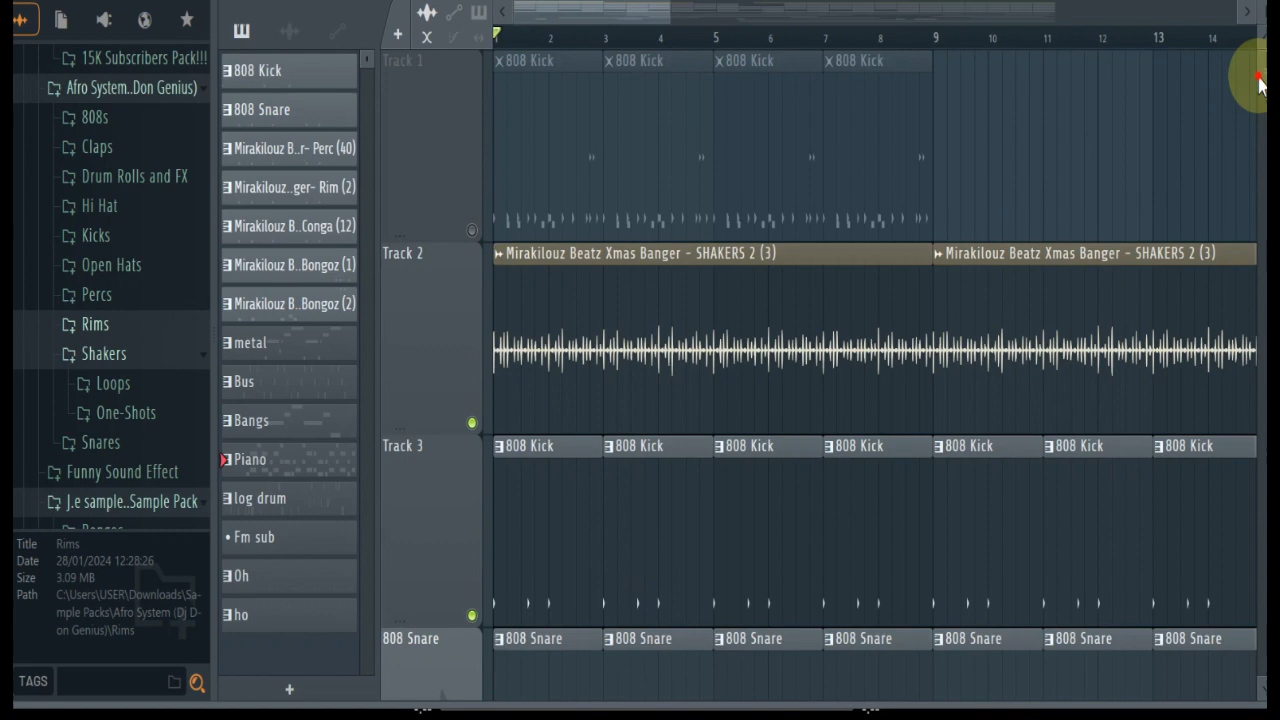 15K Subscribers Pack!!!
Afro System..Don Genius)
808s
Claps
Drum Rolls and FX
Hi Hat
Kicks
Open Hats
Percs
Rims
Shakers
Loops
One-Shots
Snares
Funny Sound Effect
J.e sample..Sample Pack
Title Rims
Date 28/01/2024 12:28:26
Size 3.09 MB
Path C:\Users\USER\Downloads\Sa-
mple Packs\Afro System (Dj D-
on Genius)\Rims
TAGS
808 Kick
808 Snare
Mirakilouz B..r- Perc (40)
Mirakilouz..ger- Rim (2)
Mirakilouz B..Conga (12)
Mirakilouz B..Bongoz (1)
Mirakilouz B..Bongoz (2)
metal
Bus
Bangs
Piano
log drum
Fm sub
Oh
ho
+
+
2 3 4 5 6 7 8 9 10 11 12 13 14
Track 1
808 Kick 808 Kick 808 Kick 808 Kick
Track 2
Mirakilouz Beatz Xmas Banger - SHAKERS 2 (3) Mirakilouz Beatz Xmas Banger - SHAKERS 2 (3)
Track 3
808 Kick 808 Kick 808 Kick 808 Kick 808 Kick 808 Kick 808 Kick
808 Snare
808 Snare 808 Snare 808 Snare 808 Snare 808 Snare 808 Snare 808 Snare